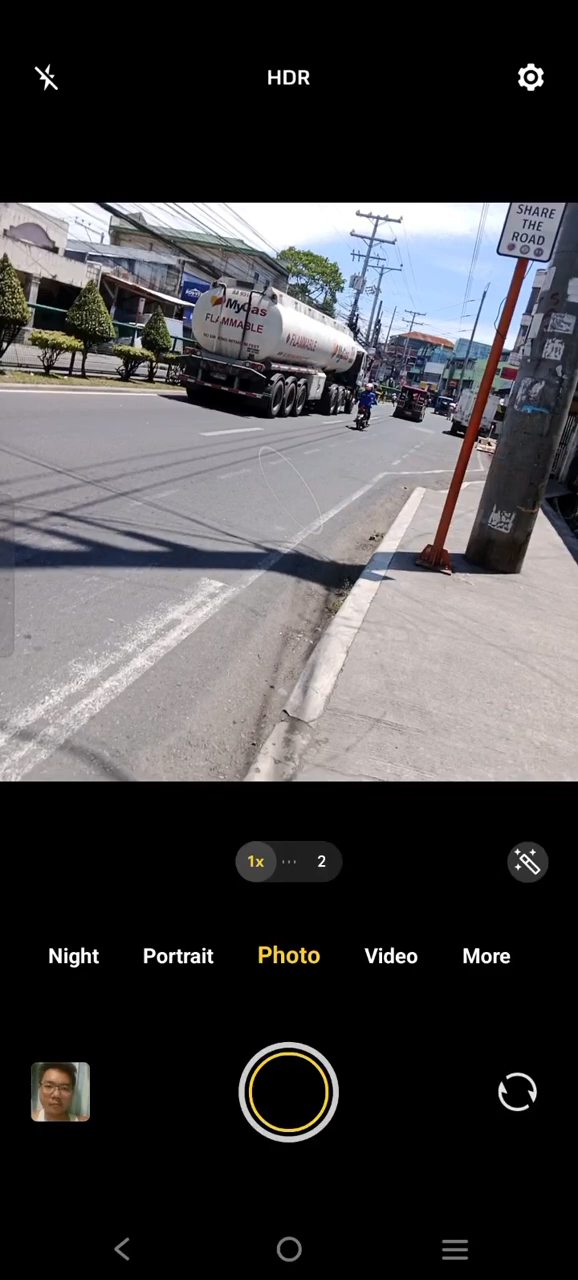 HDR
SHARE
THE
ROAD
MyGas
FLAMMABLE
FLAMMABLE
1x
2
Night
Portrait
Photo
Video
More